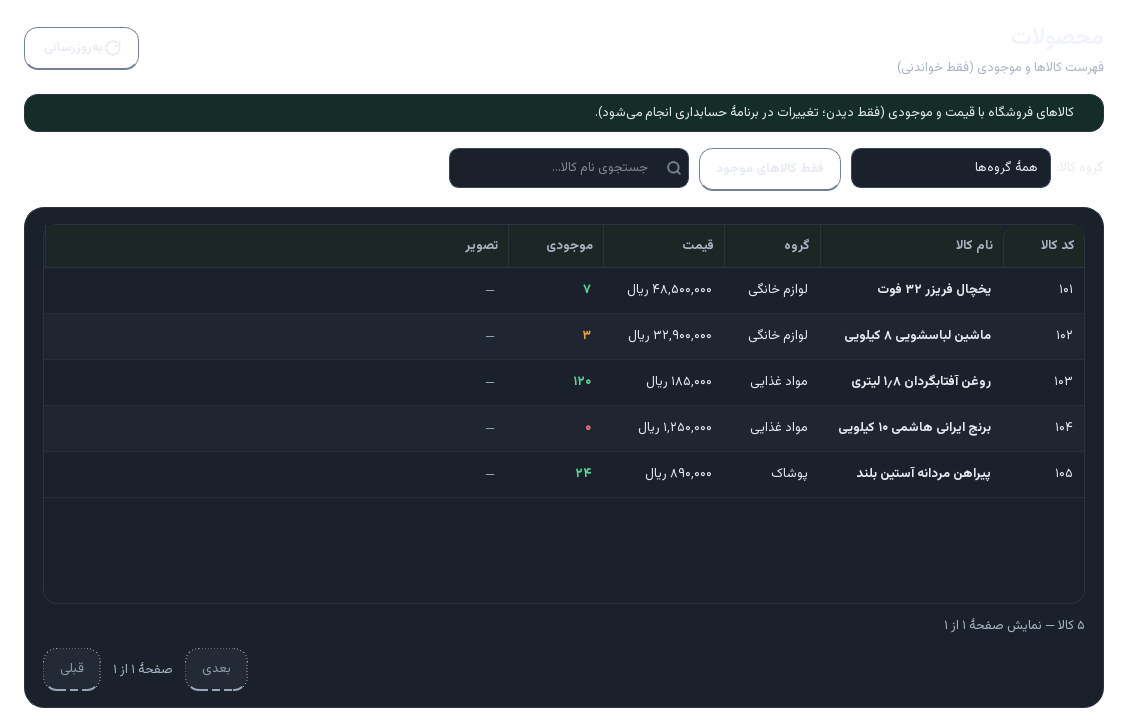 محصولات
فهرست کالاها و موجودی (فقط خواندنی)
به‌روزرسانی
کالاهای فروشگاه با قیمت و موجودی (فقط دیدن؛ تغییرات در برنامهٔ حسابداری انجام می‌شود).
گروه کالا: همهٔ گروه‌ها فقط کالاهای موجود جستجوی نام کالا...
کد کالا نام کالا گروه قیمت موجودی تصویر
۱۰۱ یخچال فریزر ۳۲ فوت لوازم خانگی ۴۸,۵۰۰,۰۰۰ ریال ۷ —
۱۰۲ ماشین لباسشویی ۸ کیلویی لوازم خانگی ۳۲,۹۰۰,۰۰۰ ریال ۳ —
۱۰۳ روغن آفتابگردان ۱٫۸ لیتری مواد غذایی ۱۸۵,۰۰۰ ریال ۱۲۰ —
۱۰۴ برنج ایرانی هاشمی ۱۰ کیلویی مواد غذایی ۱,۲۵۰,۰۰۰ ریال ۰ —
۱۰۵ پیراهن مردانه آستین بلند پوشاک ۸۹۰,۰۰۰ ریال ۲۴ —
۵ کالا — نمایش صفحهٔ ۱ از ۱
بعدی صفحهٔ ۱ از ۱ قبلی